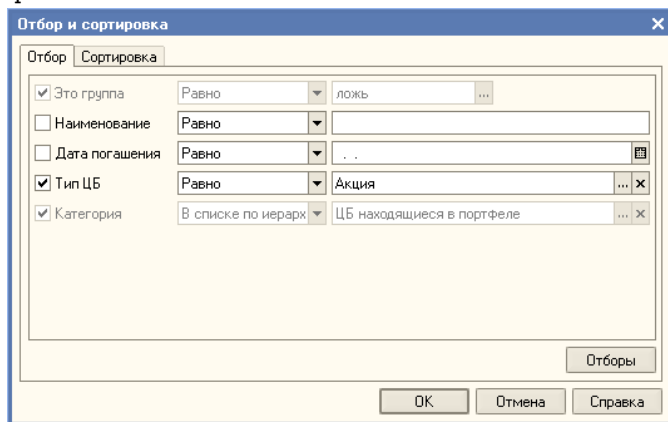 Отбор и сортировка
Отбор Сортировка
Это группа Равно ложь ...
Наименование Равно
Дата погашения Равно . .
Тип ЦБ Равно Акция ...
Категория В списке по иерарх ЦБ находящиеся в портфеле ...
Отборы
OK Отмена Справка